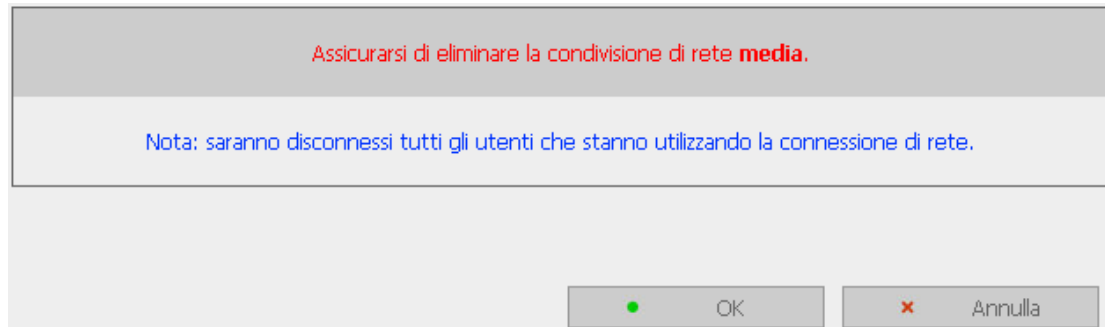 Assicurarsi di eliminare la condivisione di rete media.
Nota: saranno disconnessi tutti gli utenti che stanno utilizzando la connessione di rete.
OK
Annulla